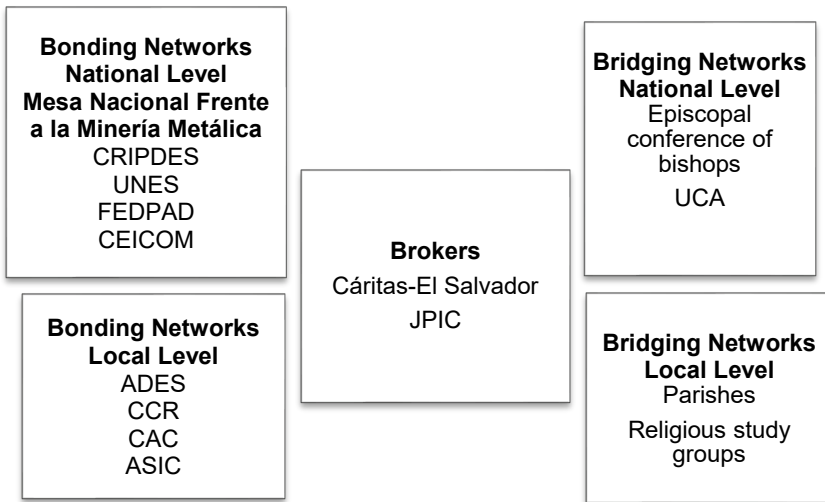 Bonding Networks
National Level
Mesa Nacional Frente
a la Minería Metálica
CRIPDES
UNES
FEDPAD
CEICOM
Bonding Networks
Local Level
ADES
CCR
CAC
ASIC
Brokers
Cáritas-El Salvador
JPIC
Bridging Networks
National Level
Episcopal
conference of
bishops
UCA
Bridging Networks
Local Level
Parishes
Religious study
groups